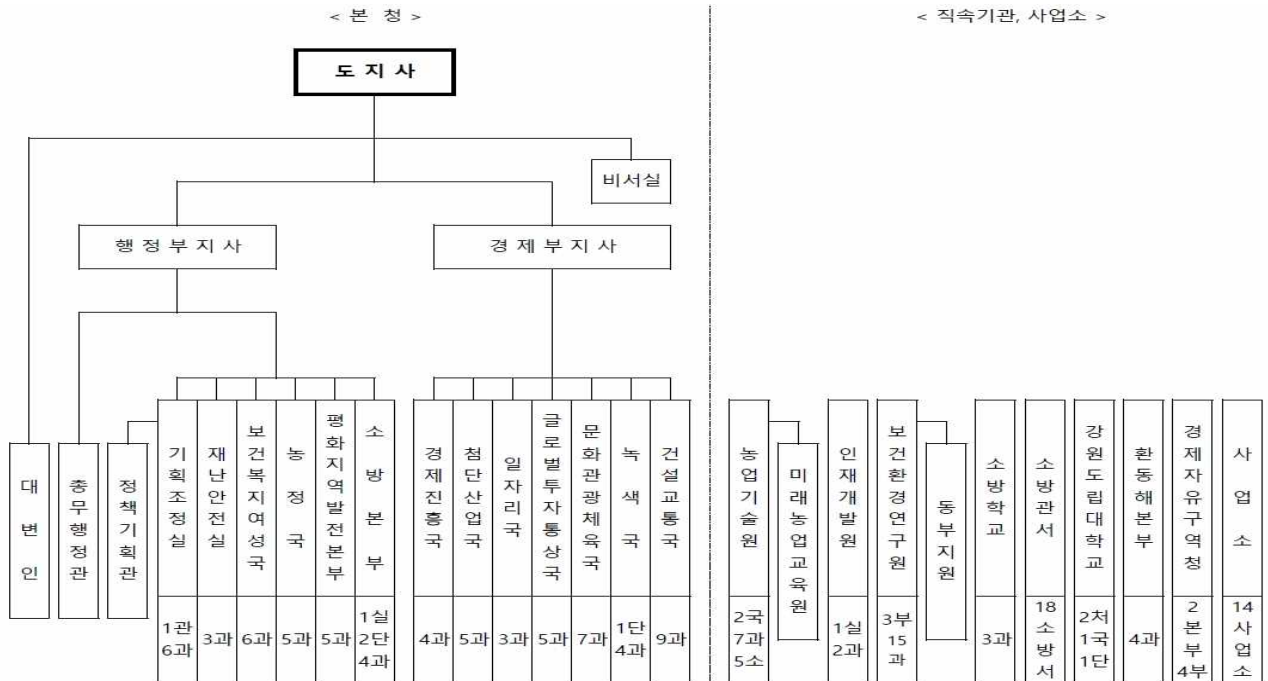 < 본 청 >
< 직속기관, 사업소 >
도 지 사
비서실
행 정 부 지 사
경 제 부 지 사
대변인
총무행정관
정책기획관
기획조정실
1관
6과
재난안전실
3과
보건복지여성국
6과
농정국
5과
평화지역발전본부
5과
소방본부
1실
2단
4과
경제진흥국
4과
첨단산업국
5과
일자리국
3과
글로벌투자통상국
5과
문화관광체육국
7과
녹색국
1단
4과
건설교통국
9과
농업기술원
2국
7과
5소
미래농업교육원
인재개발원
1실
2과
보건환경연구원
3부
15
과
동부지원
소방학교
3과
소방관서
18
소
방
서
강원도립대학교
2처
1국
1단
환동해본부
4과
경제자유구역청
2
본
부
4부
사업소
14
사
업
소